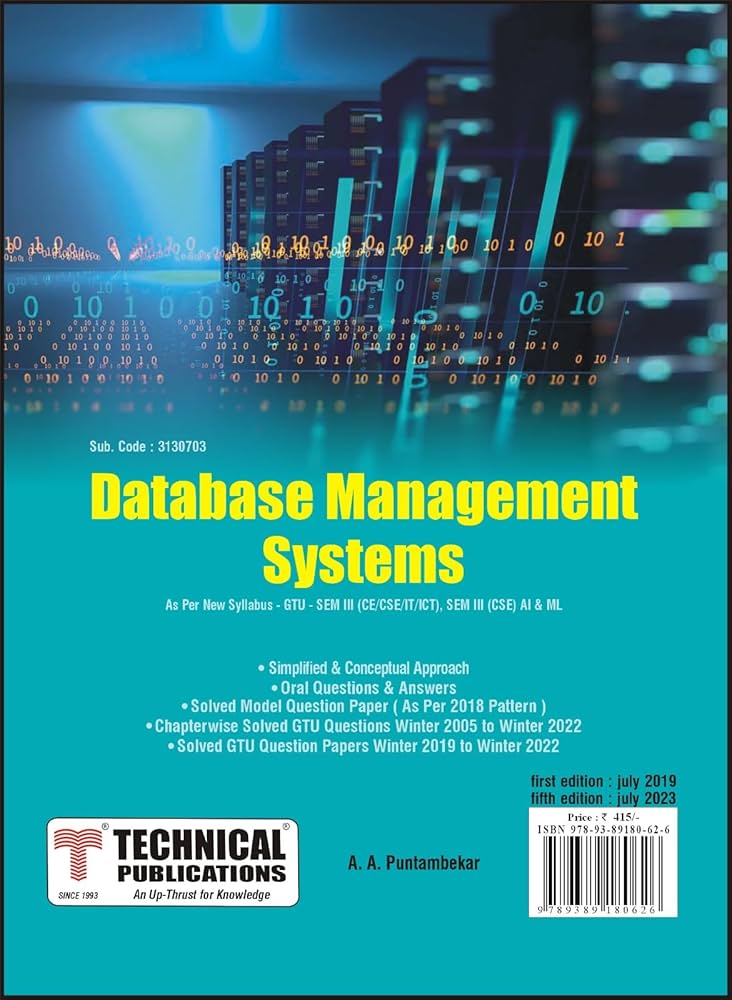 Sub. Code : 3130703
Database Management
Systems
As Per New Syllabus - GTU - SEM III (CE/CSE/IT/ICT), SEM III (CSE) AI & ML
• Simplified & Conceptual Approach
• Oral Questions & Answers
• Solved Model Question Paper ( As Per 2018 Pattern )
• Chapterwise Solved GTU Questions Winter 2005 to Winter 2022
• Solved GTU Question Papers Winter 2019 to Winter 2022
first edition : july 2019
fifth edition : july 2023
Price : ₹ 415/-
ISBN 978-93-89180-62-6
9 789389 180626
T ® TECHNICAL ®
PUBLICATIONS
SINCE 1993 An Up-Thrust for Knowledge
A. A. Puntambekar